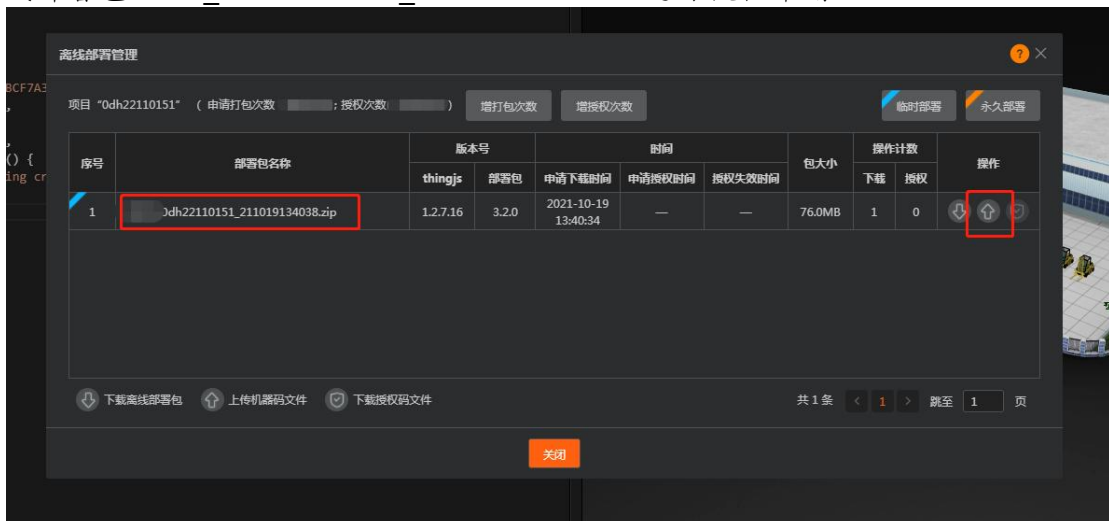 离线部署管理
?
BCF7A3
项目 "0dh22110151" （ 申请打包次数 ；授权次数 ）
增打包次数
增授权次数
临时部署
永久部署
() {
ing cr
序号 部署包名称 版本号 时间 包大小 操作计数 操作
thingjs 部署包 申请下载时间 申请授权时间 授权失效时间 下载 授权
1 0dh22110151_211019134038.zip 1.2.7.16 3.2.0 2021-10-19 — — 76.0MB 1 0
13:40:34
下载离线部署包 上传机器码文件 下载授权码文件
共 1 条 < 1 > 跳至 1 页
关闭